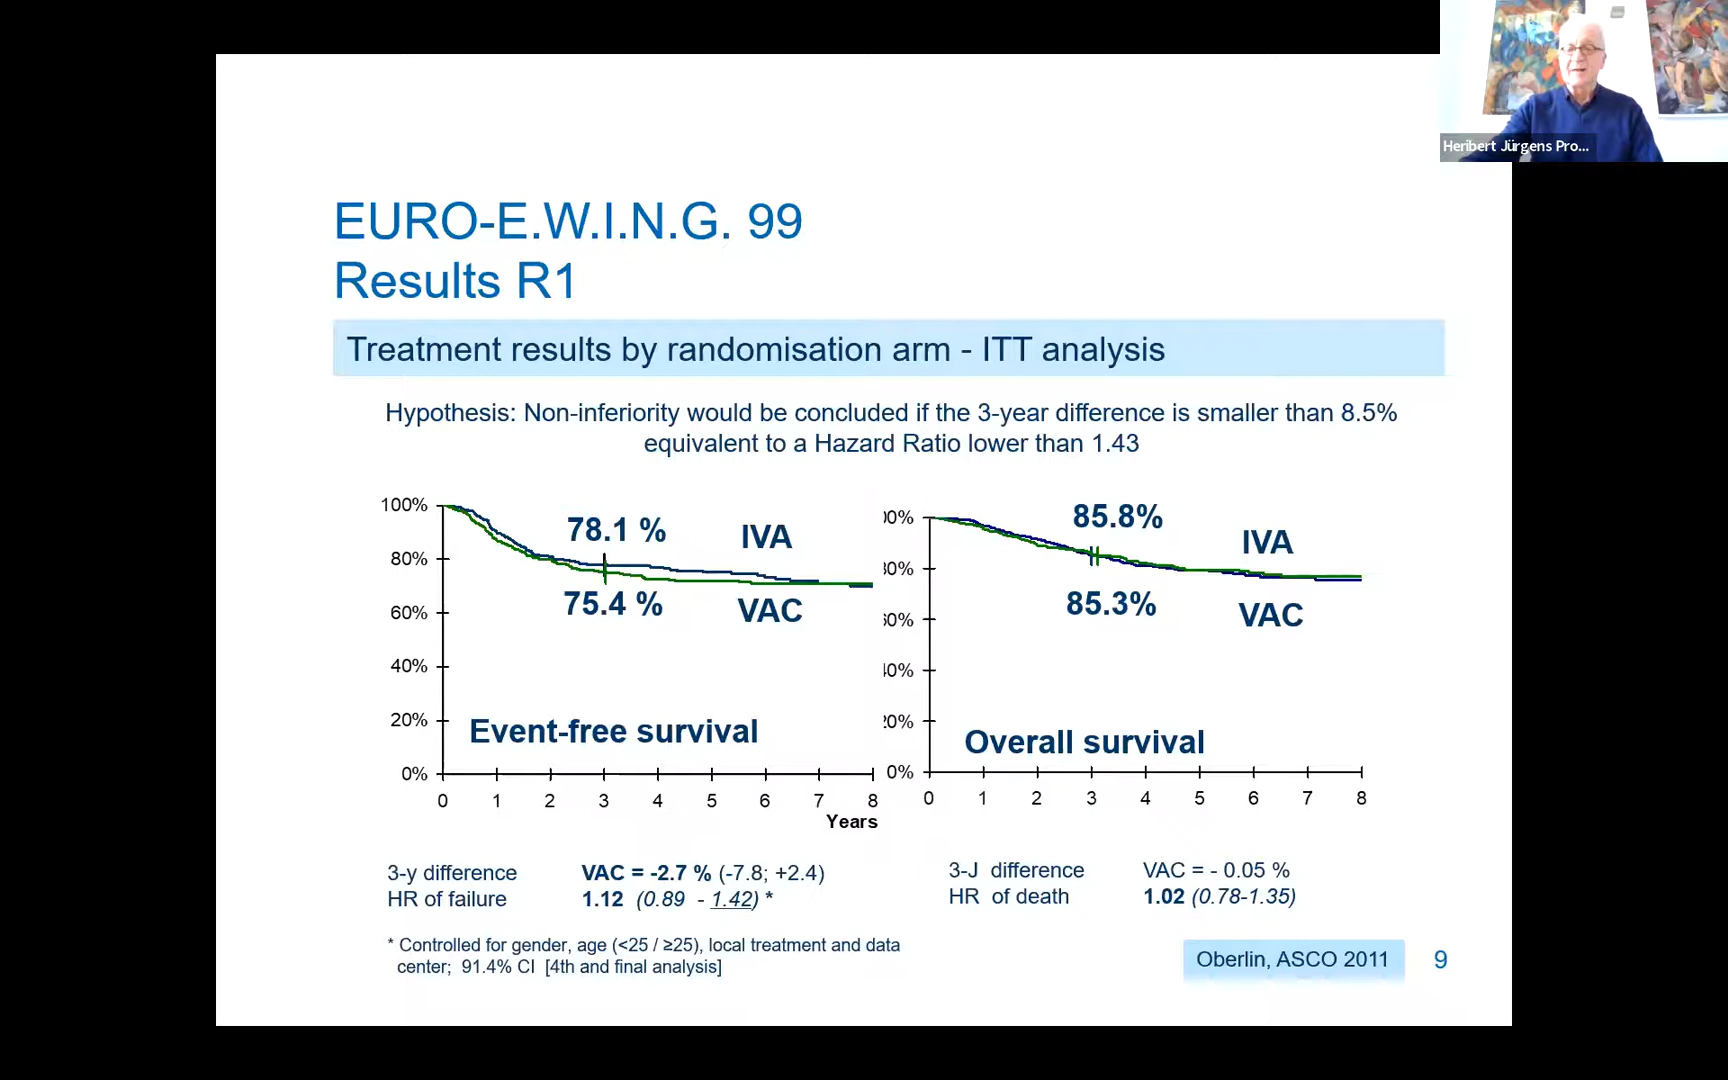 Heribert Jürgens Pro...
EURO-E.W.I.N.G. 99
Results R1
Treatment results by randomisation arm - ITT analysis
Hypothesis: Non-inferiority would be concluded if the 3-year difference is smaller than 8.5%
equivalent to a Hazard Ratio lower than 1.43
100%
80%
60%
40%
20%
0%
78.1 %
IVA
75.4 %
VAC
Event-free survival
0 1 2 3 4 5 6 7 8
Years
00%
80%
60%
40%
20%
0%
85.8%
IVA
85.3%
VAC
Overall survival
0 1 2 3 4 5 6 7 8
3-y difference VAC = -2.7 % (-7.8; +2.4)
HR of failure 1.12 (0.89 - 1.42) *
3-J difference VAC = - 0.05 %
HR of death 1.02 (0.78-1.35)
* Controlled for gender, age (<25 / ≥25), local treatment and data
center; 91.4% CI [4th and final analysis]
Oberlin, ASCO 2011
9